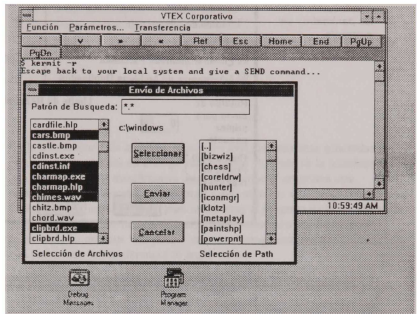 VTEX Corporativo
Función Parámetros... Transferencia
^ v « » Ret Esc Home End PgUp
PgDn
$ kermit -r
Escape back to your local system and give a SEND command...
Envío de Archivos
Patrón de Busqueda: *.*
c:\windows
cardfile.hlp
cars.bmp
castle.bmp
cdinst.exe
cdinst.inf
charmap.exe
charmap.hlp
chimes.wav
chitz.bmp
chord.wav
clipbrd.exe
clipbrd.hlp
Seleccionar
Enviar
Cancelar
[..]
[bizwiz]
[chess]
[coreldrw]
[hunter]
[iconmgr]
[klotz]
[metaplay]
[paintshp]
[powerpnt]
Selección de Archivos
Selección de Path
10:59:49 AM
Debug Messages
Program Manager